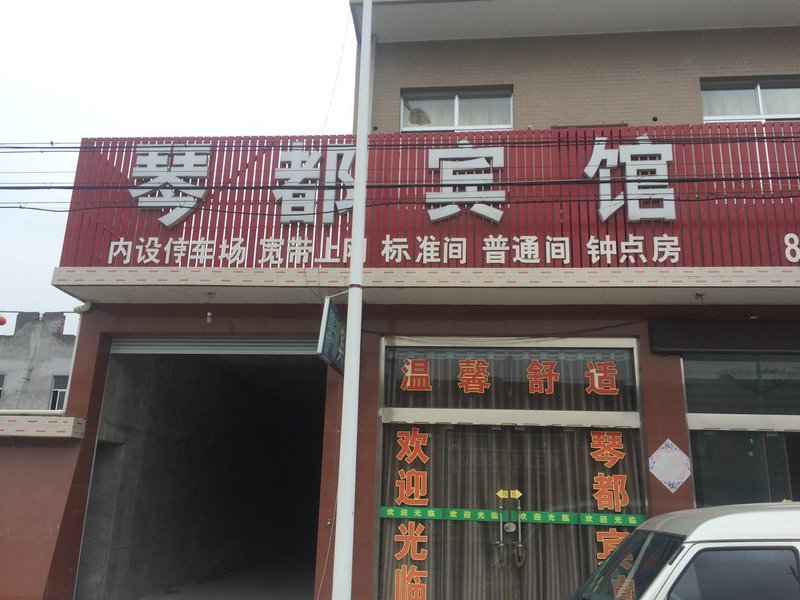 琴都宾馆
内设停车场 宽带上网 标准间 普通间 钟点房 8
温馨舒适
欢迎光临
琴都宾
欢迎光临 欢迎光临 欢迎光临